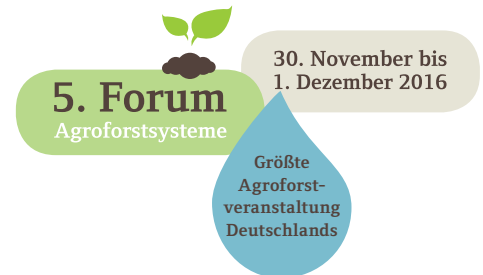 5. Forum
Agroforstsysteme
30. November bis
1. Dezember 2016
Größte
Agroforst-
veranstaltung
Deutschlands